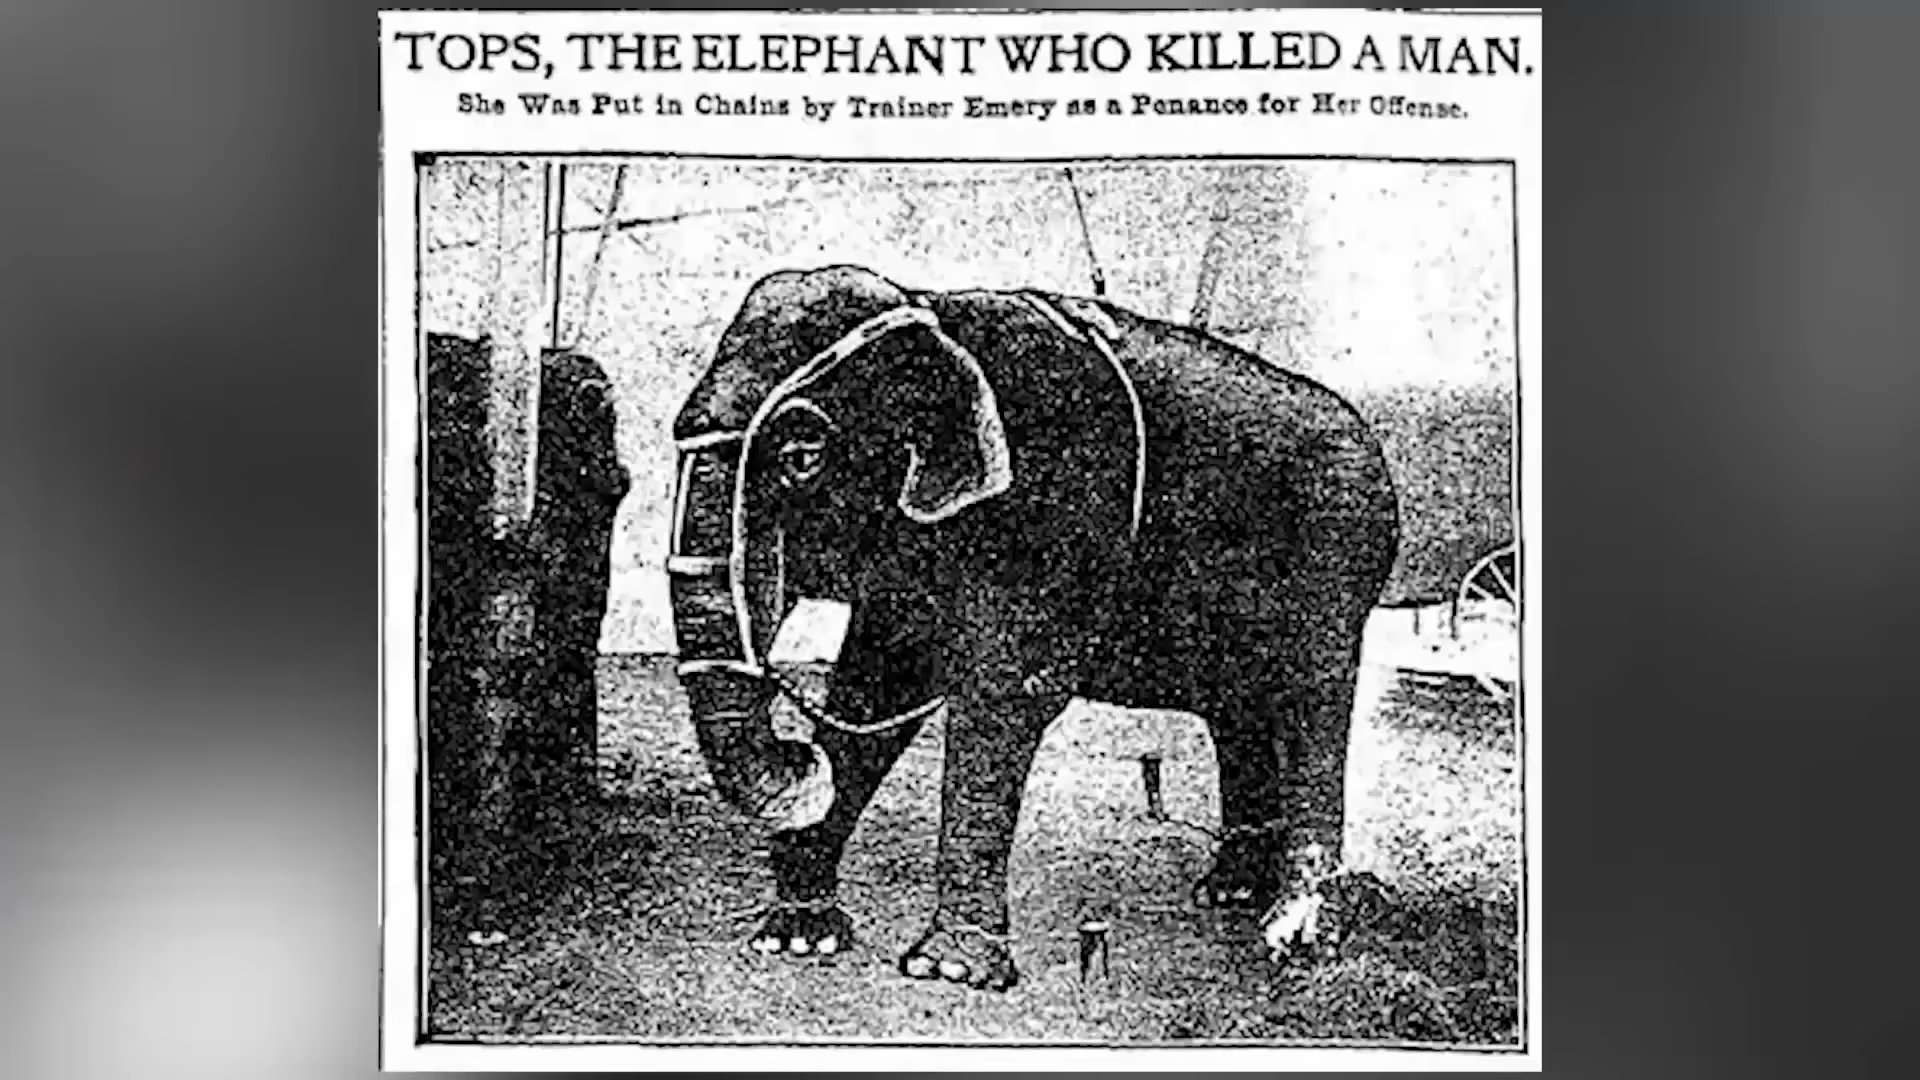 TOPS, THE ELEPHANT WHO KILLED A MAN.
She Was Put in Chains by Trainer Emery as a Penance for Her Offense.